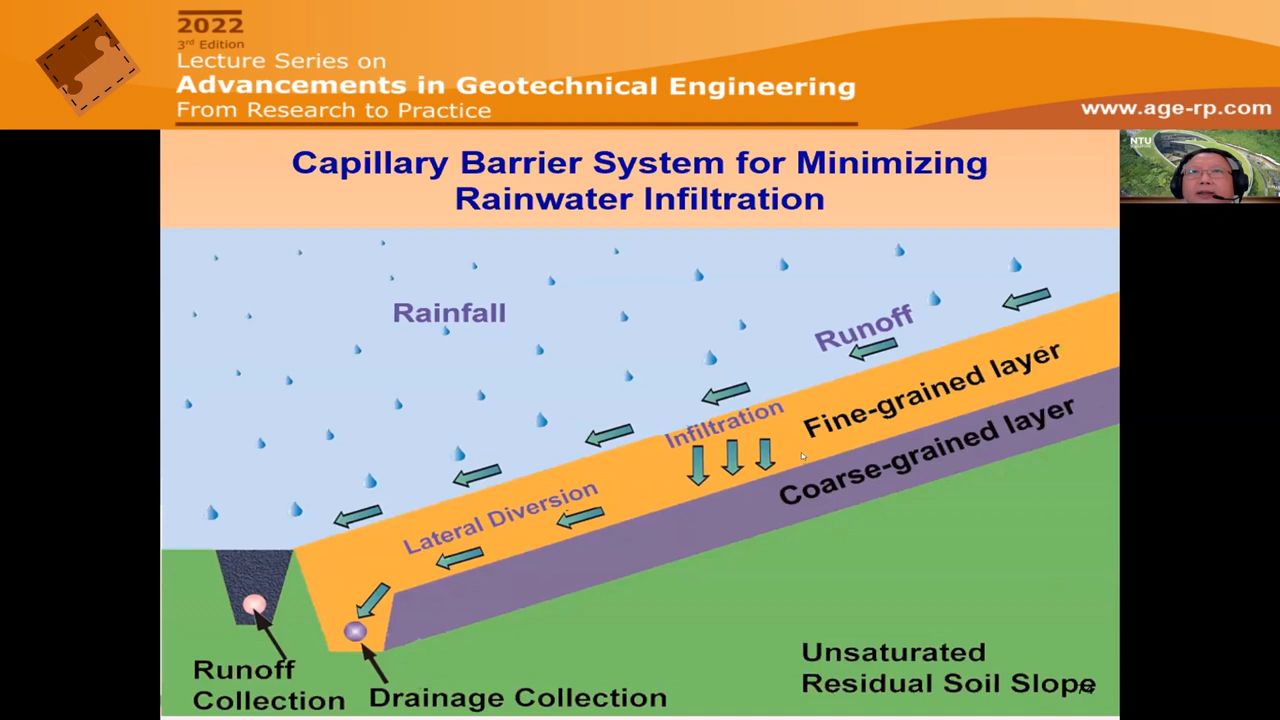 2022
3rd Edition
Lecture Series on
Advancements in Geotechnical Engineering
From Research to Practice
www.age-rp.com
NTU
Capillary Barrier System for Minimizing
Rainwater Infiltration
Rainfall
Runoff
Infiltration
Fine-grained layer
Coarse-grained layer
Lateral Diversion
Runoff
Collection
Drainage Collection
Unsaturated
Residual Soil Slope